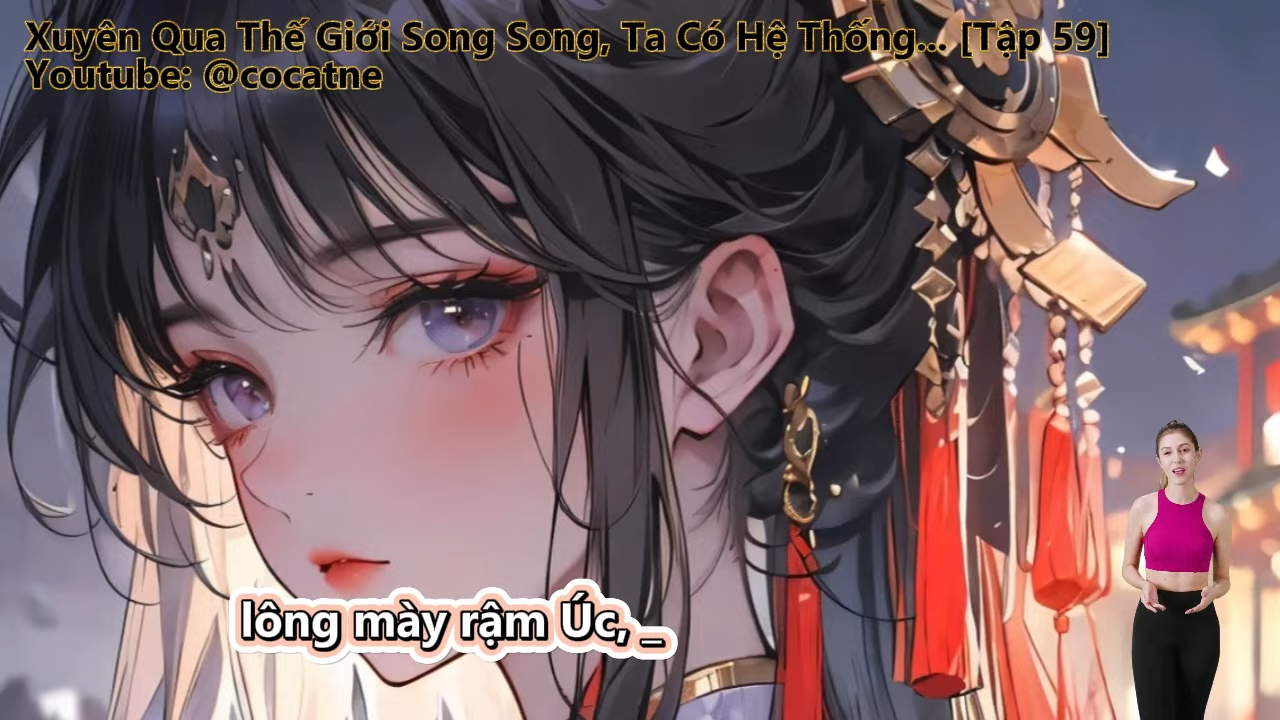 Xuyên Qua Thế Giới Song Song, Ta Có Hệ Thống... [Tập 59]
Youtube: @cocatne
lông mày rậm Úc, _